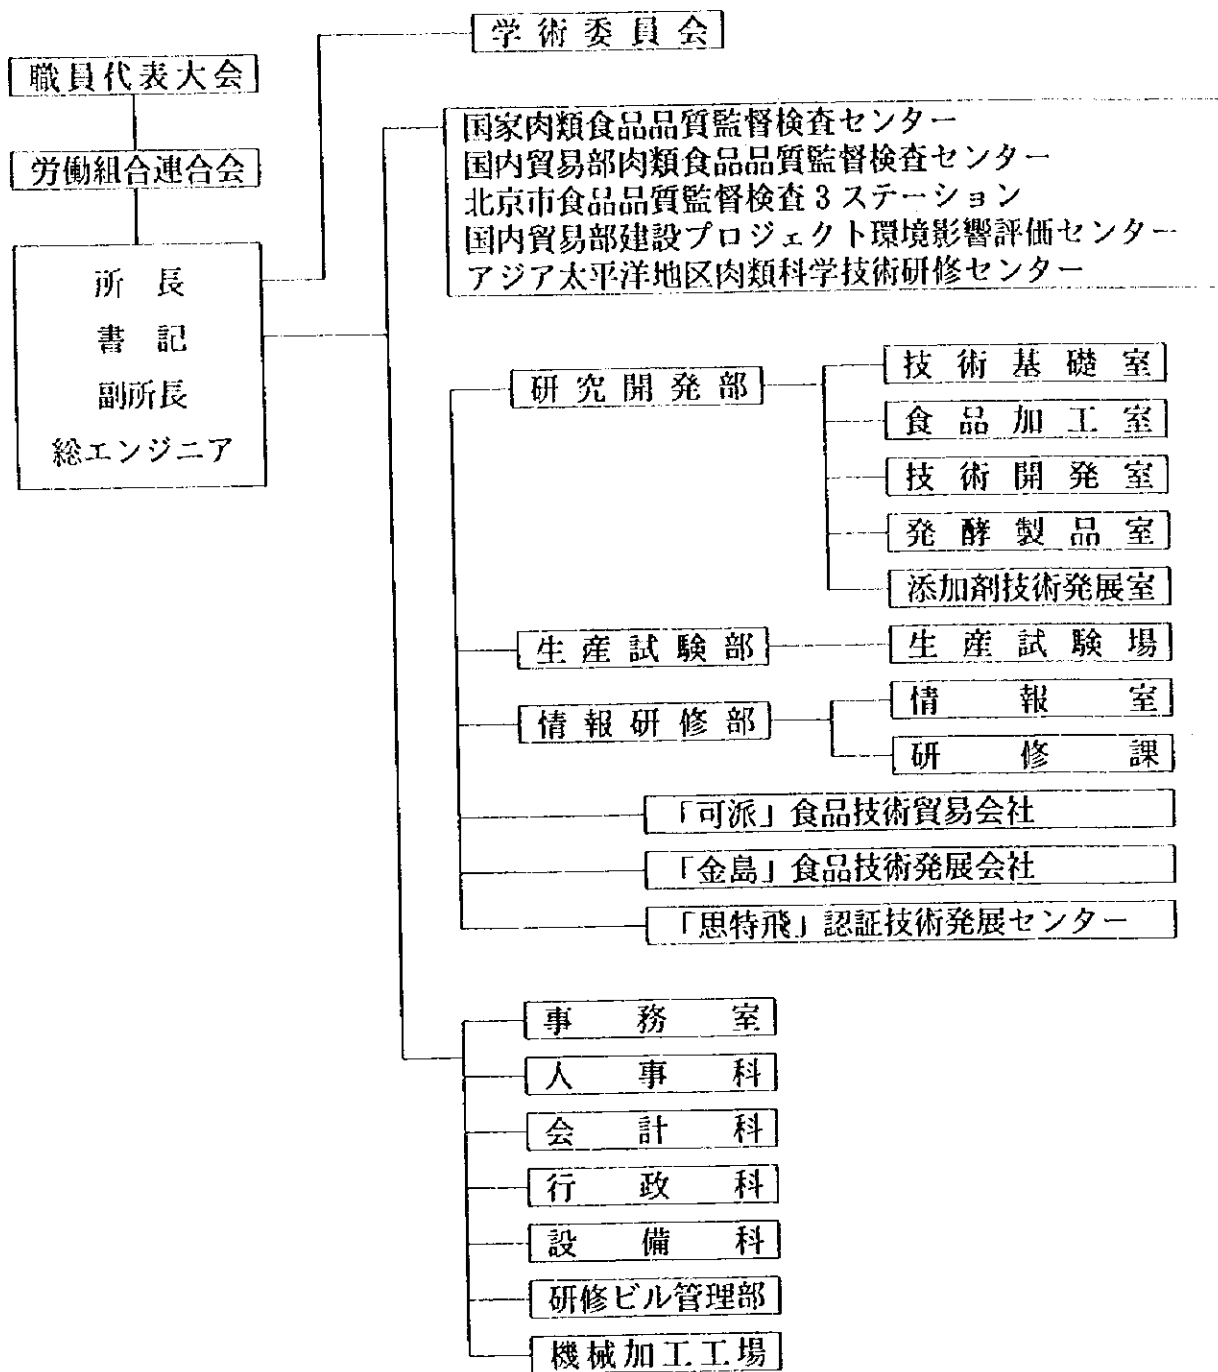 学術委員会
職員代表大会
労働組合連合会
所長
書記
副所長
総エンジニア
国家肉類食品品質監督検査センター
国内貿易部肉類食品品質監督検査センター
北京市食品品質監督検査3ステーション
国内貿易部建設プロジェクト環境影響評価センター
アジア太平洋地区肉類科学技術研修センター
研究開発部
技術基礎室
食品加工室
技術開発室
発酵製品室
添加剤技術発展室
生産試験部
生産試験場
情報研修部
情報室
研修課
「可派」食品技術貿易会社
「金島」食品技術発展会社
「思特飛」認証技術発展センター
事務室
人事科
会計科
行政科
設備科
研修ビル管理部
機械加工工場